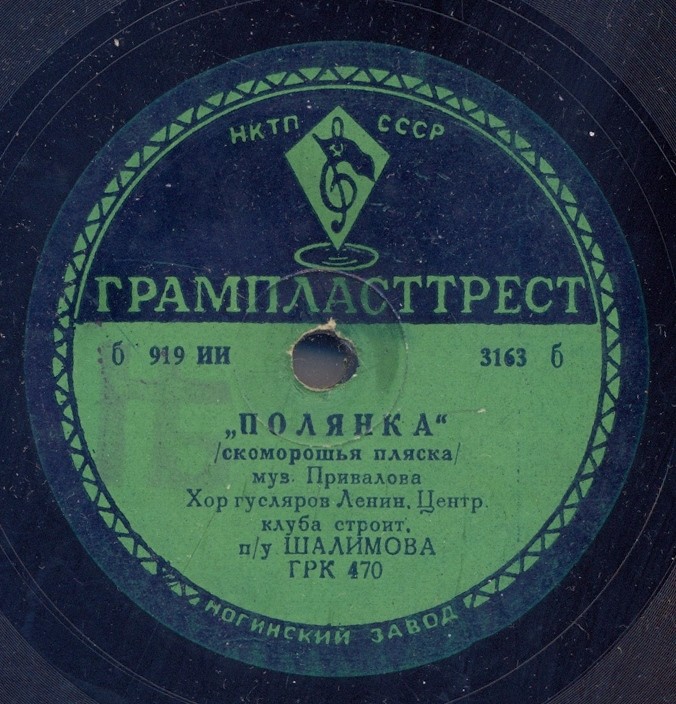 НКТП СССР
ГРАМПЛАСТТРЕСТ
б 919 ИИ 3163 б
„ПОЛЯНКА“
/скоморошья пляска/
муз. Привалова
Хор гусляров Ленин. Центр.
клуба строит.
п/у ШАЛИМОВА
ГРК 470
НОГИНСКИЙ ЗАВОД